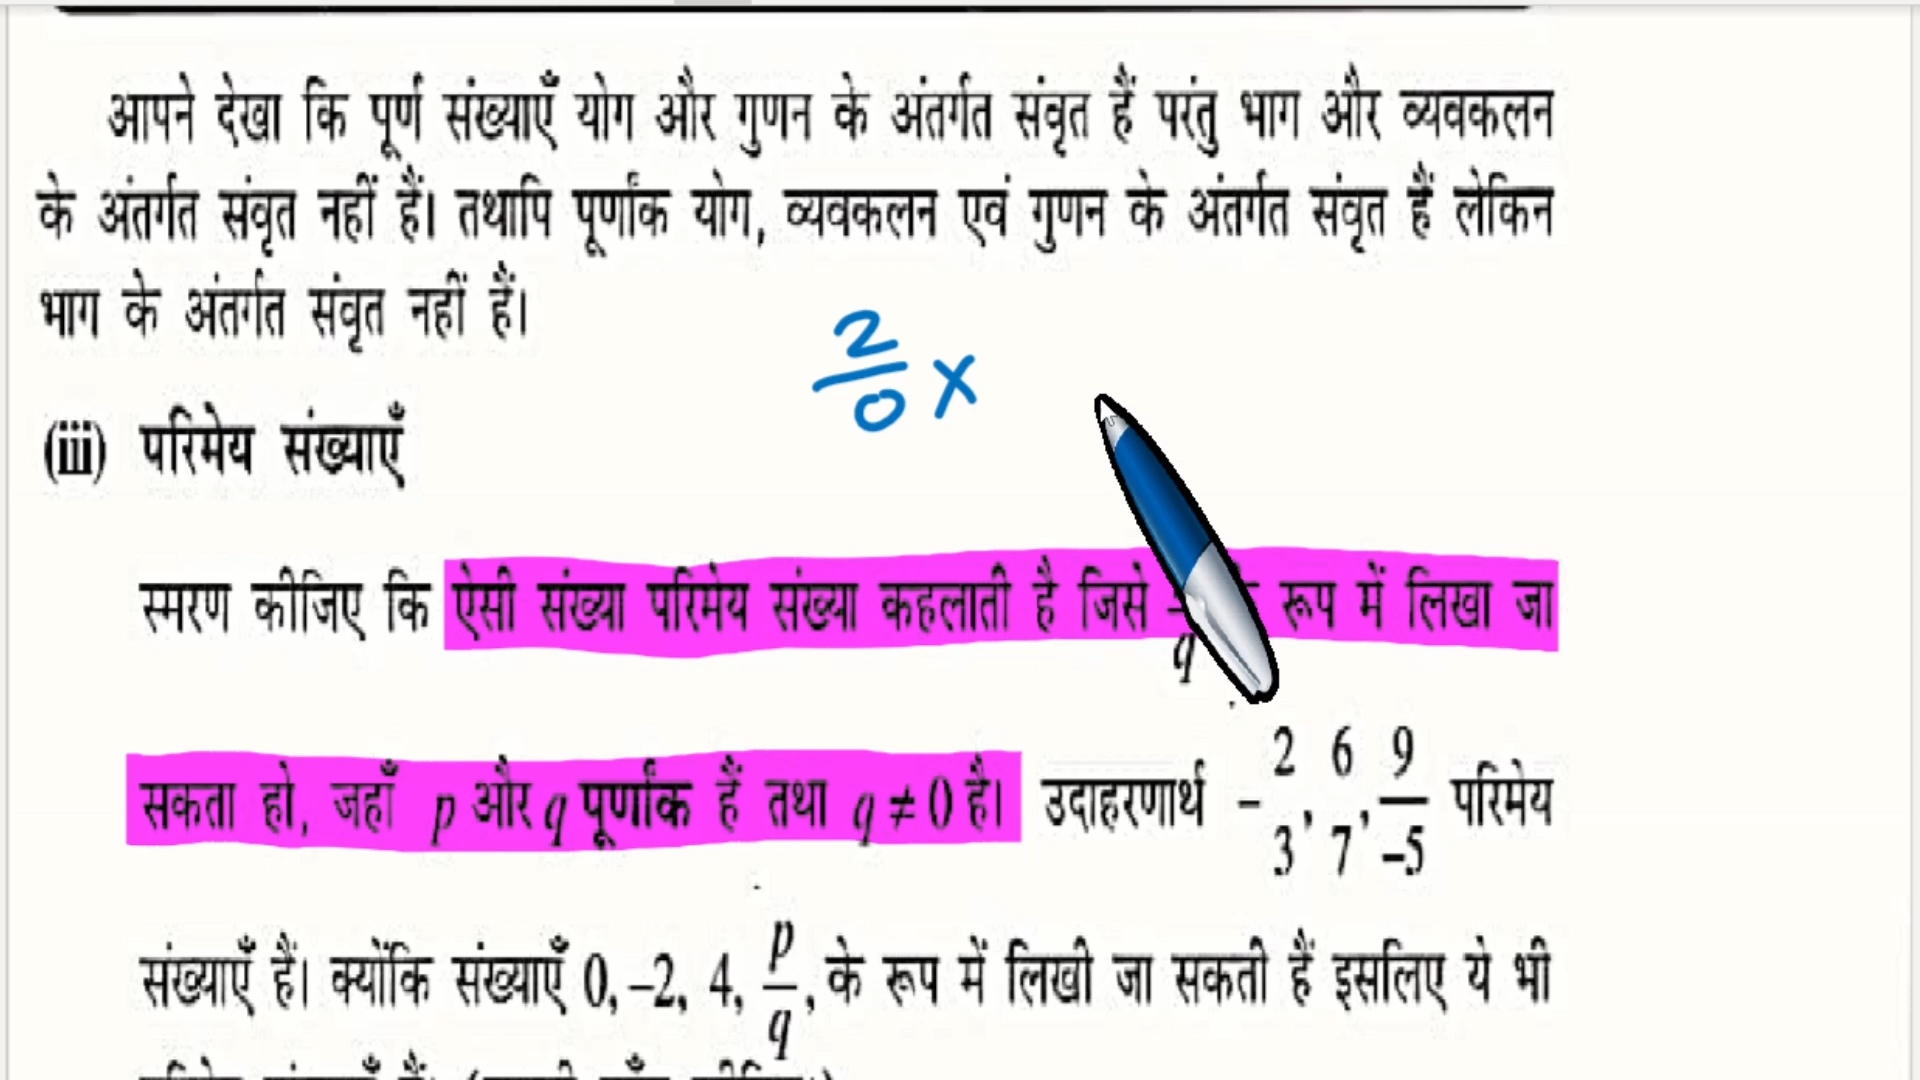 आपने देखा कि पूर्ण संख्याएँ योग और गुणन के अंतर्गत संवृत हैं परंतु भाग और व्यवकलन
के अंतर्गत संवृत नहीं हैं। तथापि पूर्णांक योग, व्यवकलन एवं गुणन के अंतर्गत संवृत हैं लेकिन
भाग के अंतर्गत संवृत नहीं हैं।
2/0 x
(iii) परिमेय संख्याएँ
स्मरण कीजिए कि ऐसी संख्या परिमेय संख्या कहलाती है जिसे q रूप में लिखा जा
सकता हो, जहाँ p और q पूर्णांक हैं तथा q ≠ 0 है। उदाहरणार्थ – 2/3, 6/7, 9/–5 परिमेय
संख्याएँ हैं। क्योंकि संख्याएँ 0, –2, 4, p/q, के रूप में लिखी जा सकती हैं इसलिए ये भी